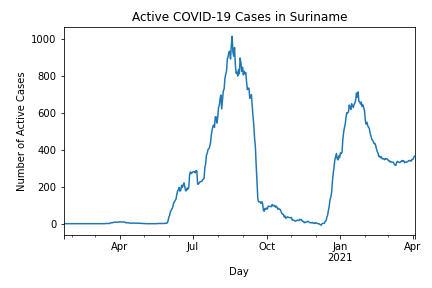 Active COVID-19 Cases in Suriname
Number of Active Cases
1000
800
600
400
200
0
Apr
Jul
Oct
Jan
2021
Apr
Day